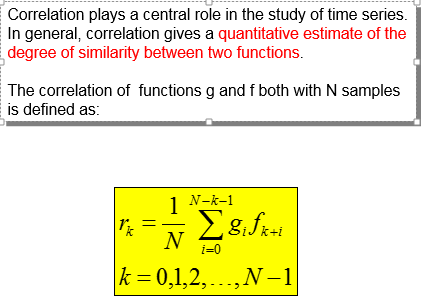 Correlation plays a central role in the study of time series.
In general, correlation gives a quantitative estimate of the
degree of similarity between two functions.
The correlation of functions g and f both with N samples
is defined as:
r_k = \frac{1}{N} \sum_{i=0}^{N-k-1} g_i f_{k+i}
k = 0,1,2,...,N-1